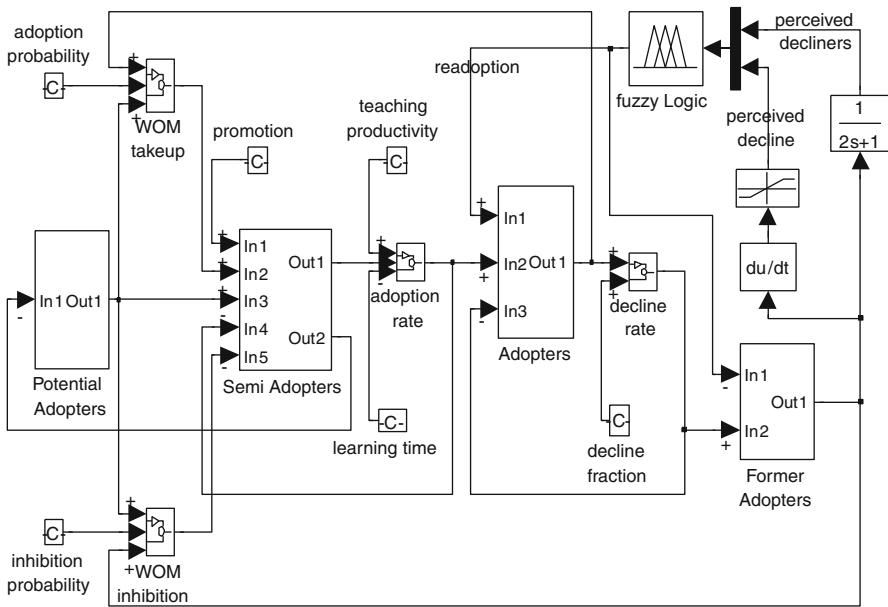 adoption
probability
-C-
+
+
WOM
takeup
promotion
-C-
teaching
productivity
-C-
readoption
fuzzy Logic
perceived
decliners
perceived
decline
1
2s+1
du/dt
In1 Out1
-
Potential
Adopters
+
In1
+
In2
+
In3
-
In4
-
In5
Out1
Out2
Semi Adopters
+
-
adoption
rate
-C-
learning time
+
In1
In2
+
In3
-
Out1
Adopters
+
+
decline
rate
-C-
decline
fraction
In1
-
In2
+
Out1
Former
Adopters
inhibition
probability
-C-
+
+
WOM
inhibition